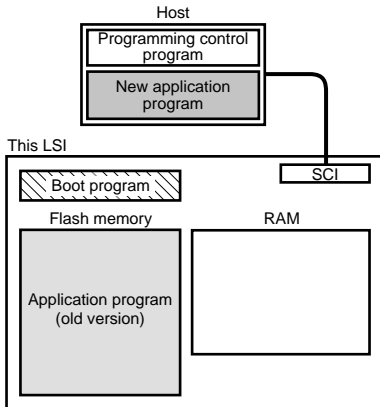 Host
Programming control
program
New application
program
This LSI
SCI
Boot program
Flash memory
RAM
Application program
(old version)